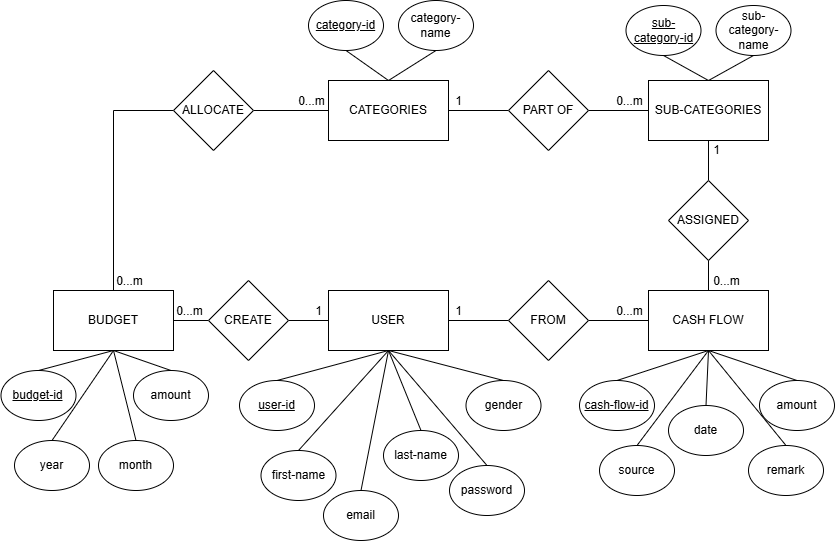 category-id
category-
name
sub-
category-id
sub-
category-
name
ALLOCATE
0...m
CATEGORIES
1
PART OF
0...m
SUB-CATEGORIES
1
ASSIGNED
0...m
0...m
BUDGET
0...m
CREATE
1
USER
1
FROM
0...m
CASH FLOW
budget-id
amount
year
month
user-id
gender
first-name
last-name
email
password
cash-flow-id
amount
date
source
remark